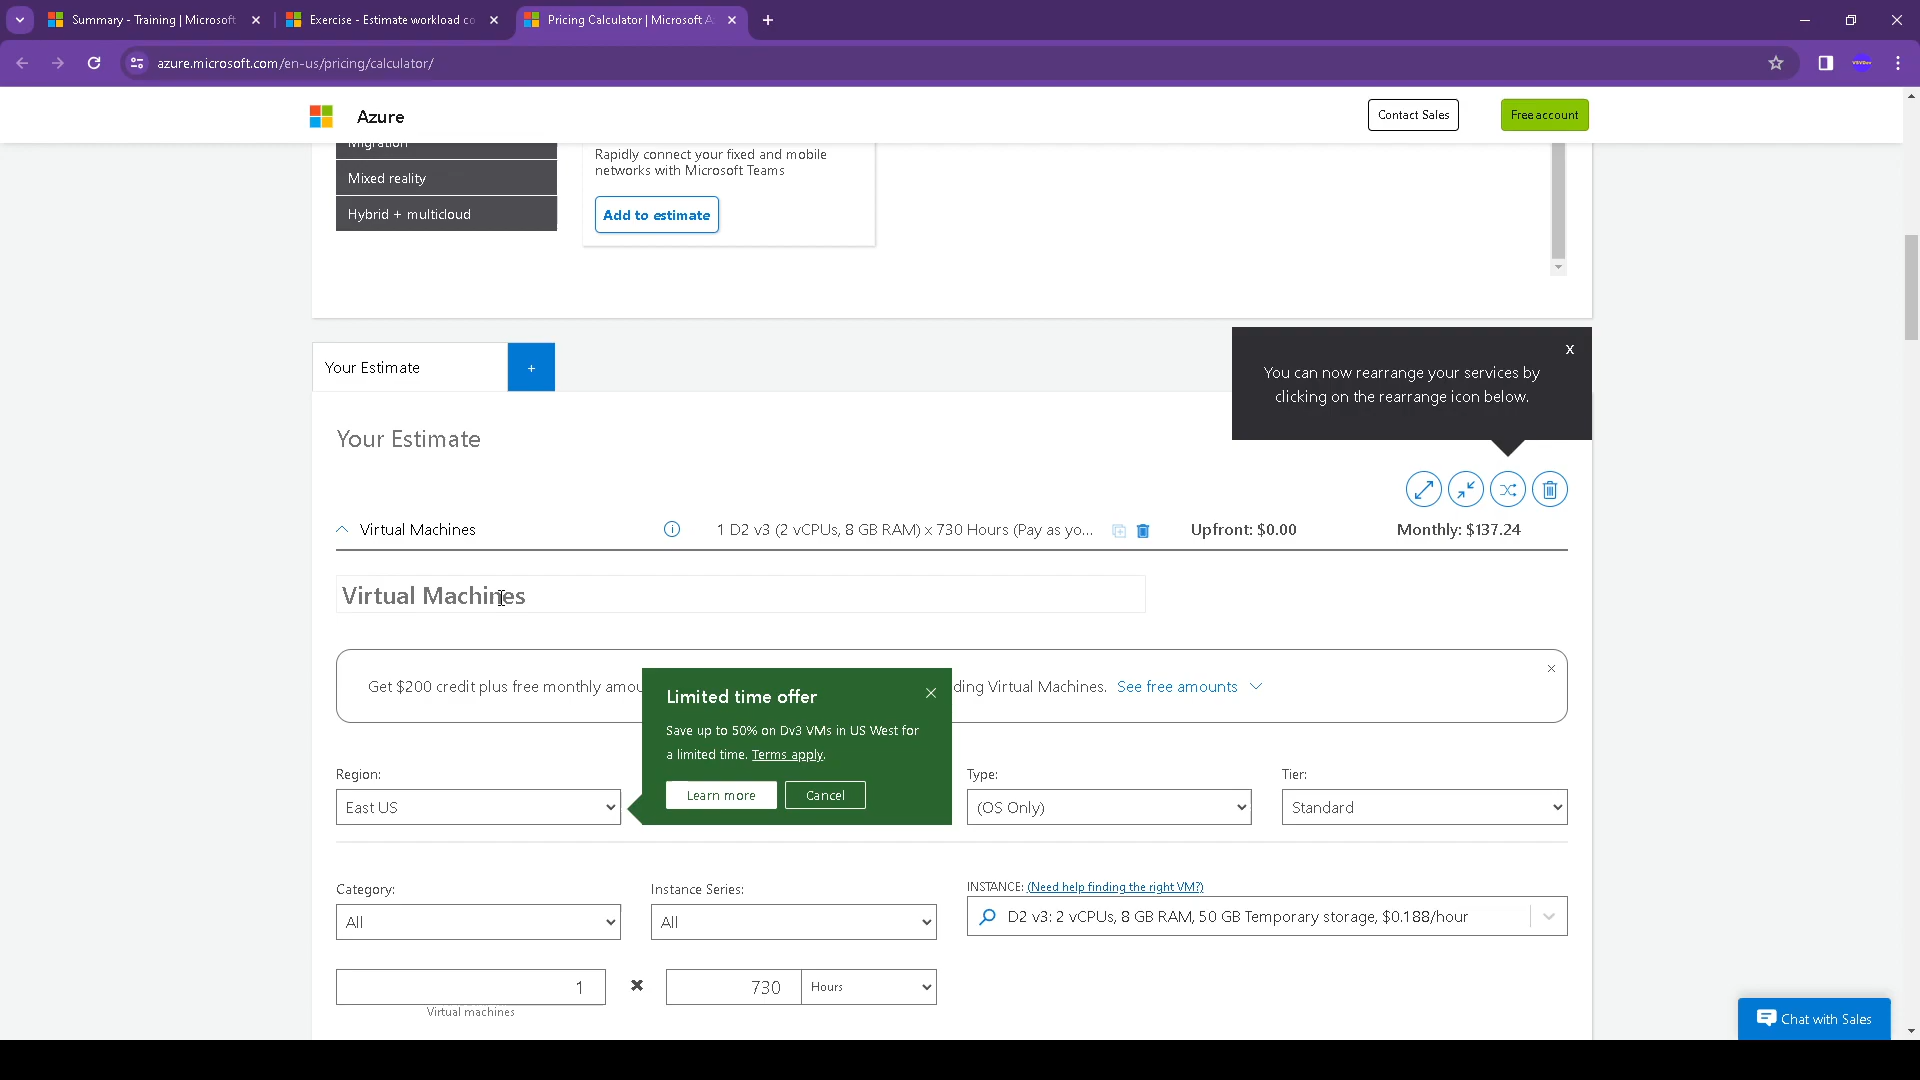 Summary - Training | Microsoft
Exercise - Estimate workload co
Pricing Calculator | Microsoft A
azure.microsoft.com/en-us/pricing/calculator/
Azure
Contact Sales
Free account
Migration
Mixed reality
Hybrid + multicloud
Rapidly connect your fixed and mobile
networks with Microsoft Teams
Add to estimate
Your Estimate
+
x
You can now rearrange your services by
clicking on the rearrange icon below.
Your Estimate
Virtual Machines
1 D2 v3 (2 vCPUs, 8 GB RAM) x 730 Hours (Pay as yo...
Upfront: $0.00
Monthly: $137.24
Virtual Machines
Get $200 credit plus free monthly amou
ding Virtual Machines. See free amounts
Limited time offer
Save up to 50% on Dv3 VMs in US West for
a limited time. Terms apply.
Learn more
Cancel
Region:
East US
Type:
(OS Only)
Tier:
Standard
Category:
All
Instance Series:
All
INSTANCE: (Need help finding the right VM?)
D2 v3: 2 vCPUs, 8 GB RAM, 50 GB Temporary storage, $0.188/hour
1
730
Hours
Virtual machines
Chat with Sales